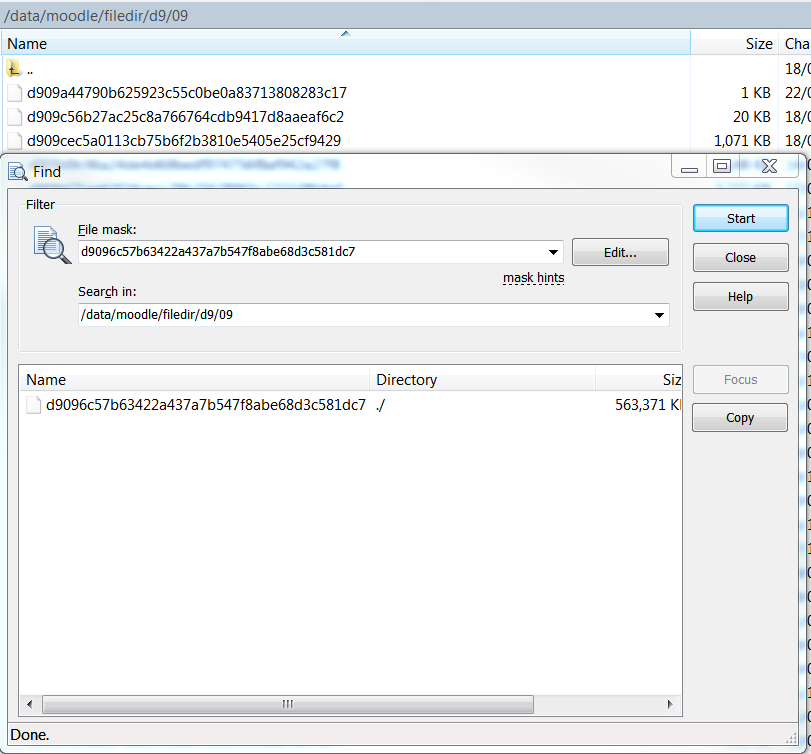 /data/moodle/filedir/d9/09
Name Size Cha
.. 18/0
d909a44790b625923c55c0be0a83713808283c17 1 KB 22/0
d909c56b27ac25c8a766764cdb9417d8aaeaf6c2 20 KB 18/0
d909cec5a0113cb75b6f2b3810e5405e25cf9429 1,071 KB 18/0
Find
Filter
File mask:
d9096c57b63422a437a7b547f8abe68d3c581dc7
Edit...
mask hints
Search in:
/data/moodle/filedir/d9/09
Start
Close
Help
Name Directory Siz
d9096c57b63422a437a7b547f8abe68d3c581dc7 ./ 563,371 K
Focus
Copy
Done.